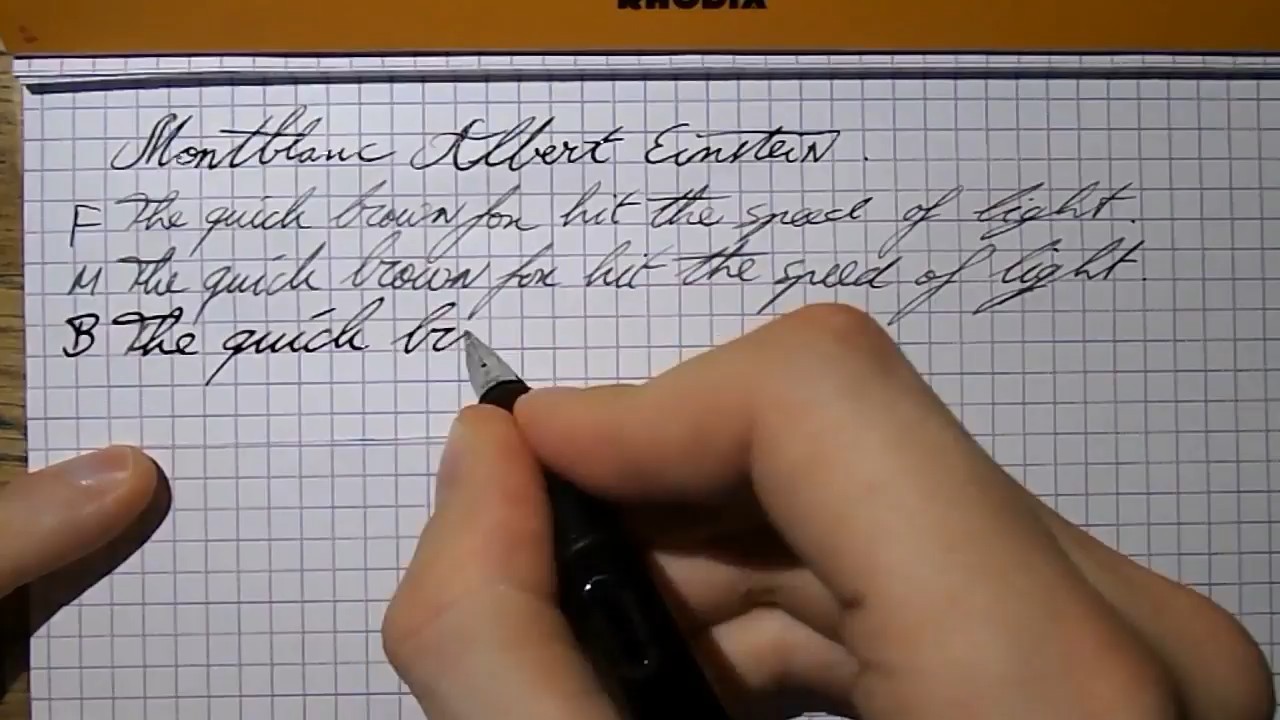 RHODIA
Montblanc Albert Einstein.
F The quick brown fox hit the speed of light.
M The quick brown fox hit the speed of light.
B The quick br